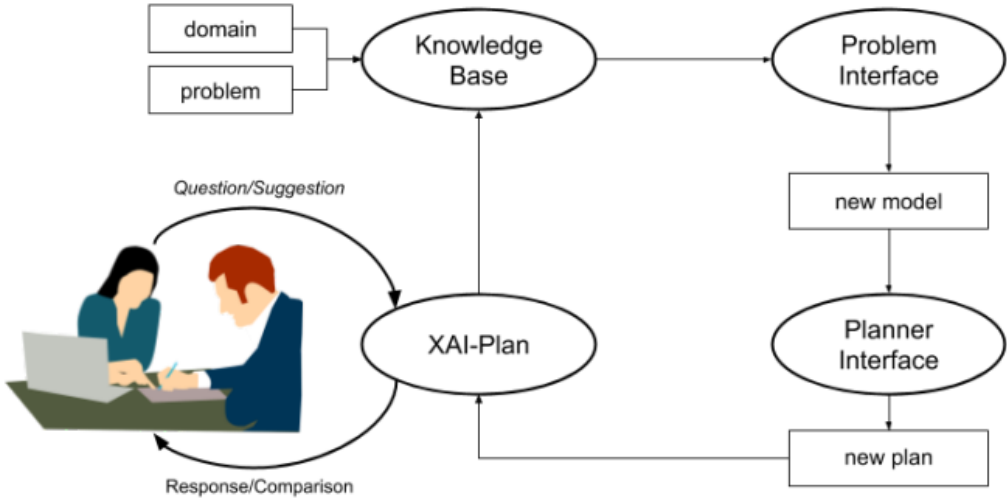 domain
problem
Knowledge
Base
Problem
Interface
Question/Suggestion
new model
XAI-Plan
Planner
Interface
new plan
Response/Comparison